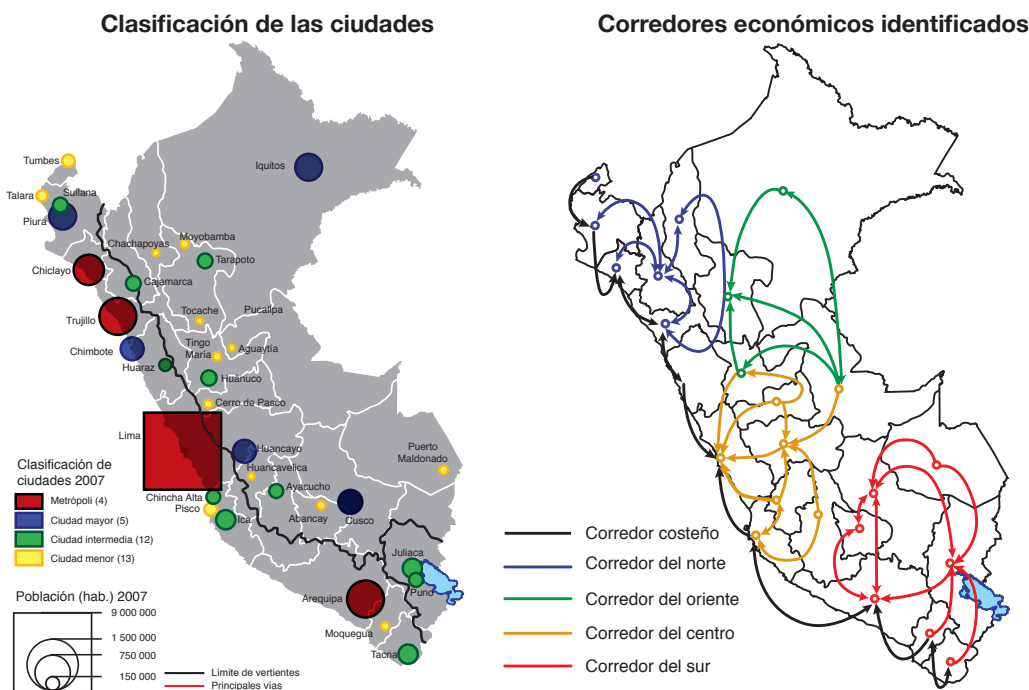 Clasificación de las ciudades
Tumbes
Talara
Sullana
Piura
Iquitos
Chachapoyas
Moyobamba
Tarapoto
Chiclayo
Cajamarca
Trujillo
Tocache
Pucallpa
Chimbote
Tingo
María
Aguaytía
Huaraz
Huánuco
Cerro de Pasco
Lima
Huancayo
Huancavelica
Puerto
Maldonado
Clasificación de
ciudades 2007
Metrópoli (4)
Ciudad mayor (5)
Ciudad intermedia (12)
Ciudad menor (13)
Chincha Alta
Pisco
Ica
Ayacucho
Abancay
Cusco
Juliaca
Puno
Arequipa
Moquegua
Tacna
Población (hab.) 2007
9 000 000
1 500 000
750 000
150 000
Límite de vertientes
Principales vías
Corredores económicos identificados
Corredor costeño
Corredor del norte
Corredor del oriente
Corredor del centro
Corredor del sur